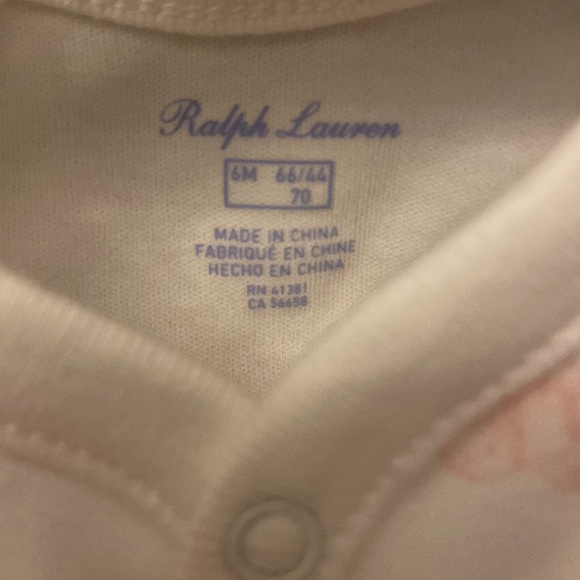 Ralph Lauren
6M 66/44
70
MADE IN CHINA
FABRIQUÉ EN CHINE
HECHO EN CHINA
RN 41381
CA 56658